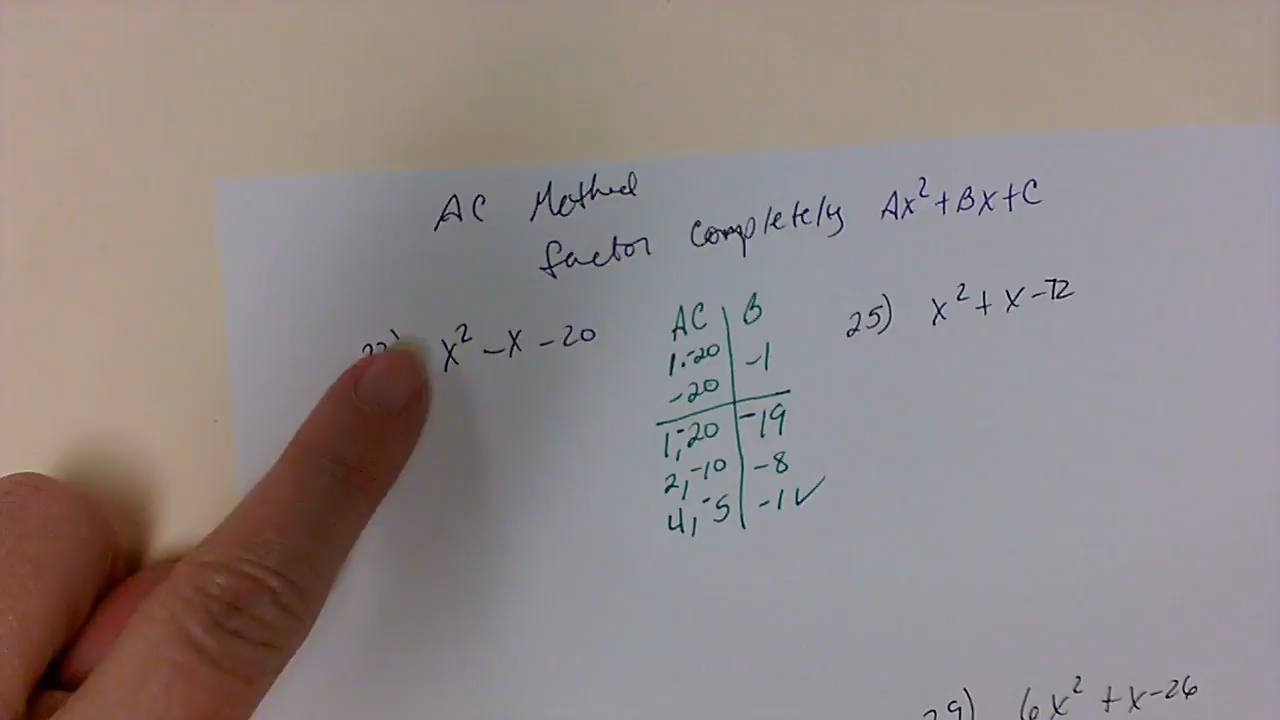 AC Method
factor completely Ax²+Bx+C
x² - x - 20
AC | B
1·-20 | -1
-20
1,-20 | -19
2,-10 | -8
4,-5 | -1 ✓
25) x² + x - 72
29) 6x² + x - 26